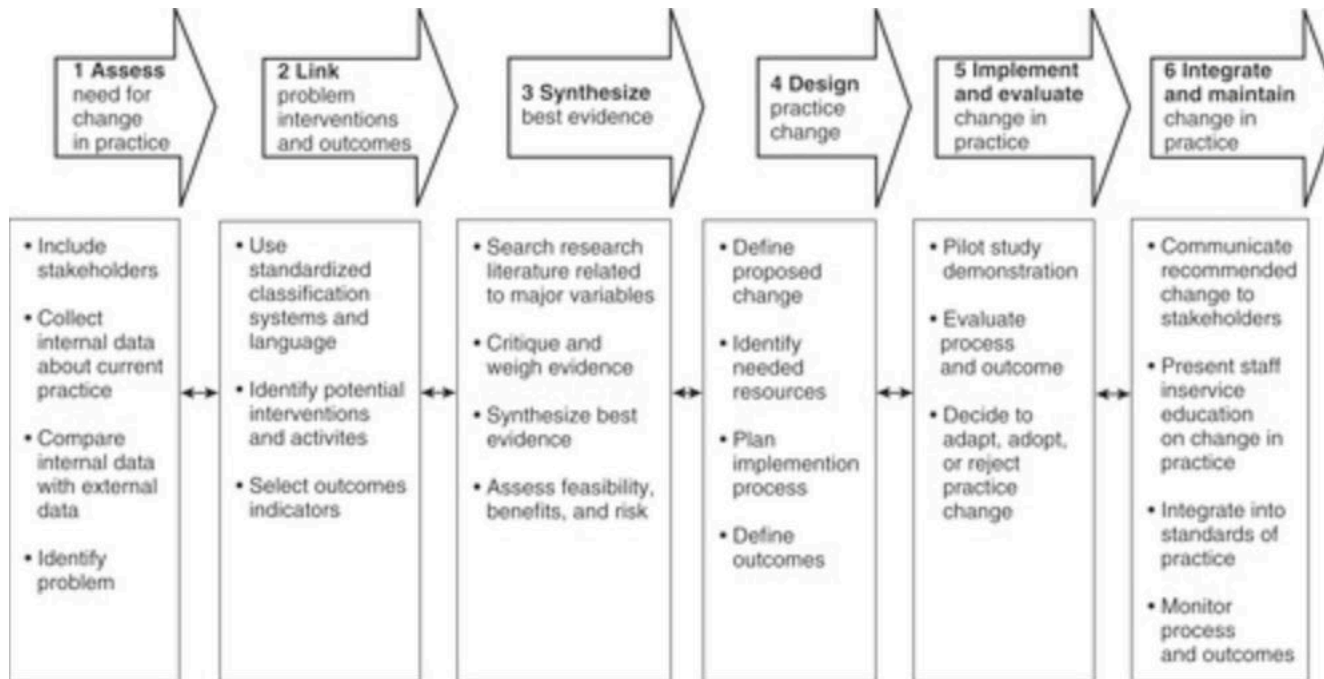 1 Assess
need for
change
in practice
2 Link
problem
interventions
and outcomes
3 Synthesize
best evidence
4 Design
practice
change
5 Implement
and evaluate
change in
practice
6 Integrate
and maintain
change in
practice
• Include
stakeholders
• Collect
internal data
about current
practice
• Compare
internal data
with external
data
• Identify
problem
• Use
standardized
classification
systems and
language
• Identify potential
interventions
and activites
• Select outcomes
indicators
• Search research
literature related
to major variables
• Critique and
weigh evidence
• Synthesize best
evidence
• Assess feasibility,
benefits, and risk
• Define
proposed
change
• Identify
needed
resources
• Plan
implemention
process
• Define
outcomes
• Pilot study
demonstration
• Evaluate
process
and outcome
• Decide to
adapt, adopt,
or reject
practice
change
• Communicate
recommended
change to
stakeholders
• Present staff
inservice
education
on change in
practice
• Integrate into
standards of
practice
• Monitor
process
and outcomes